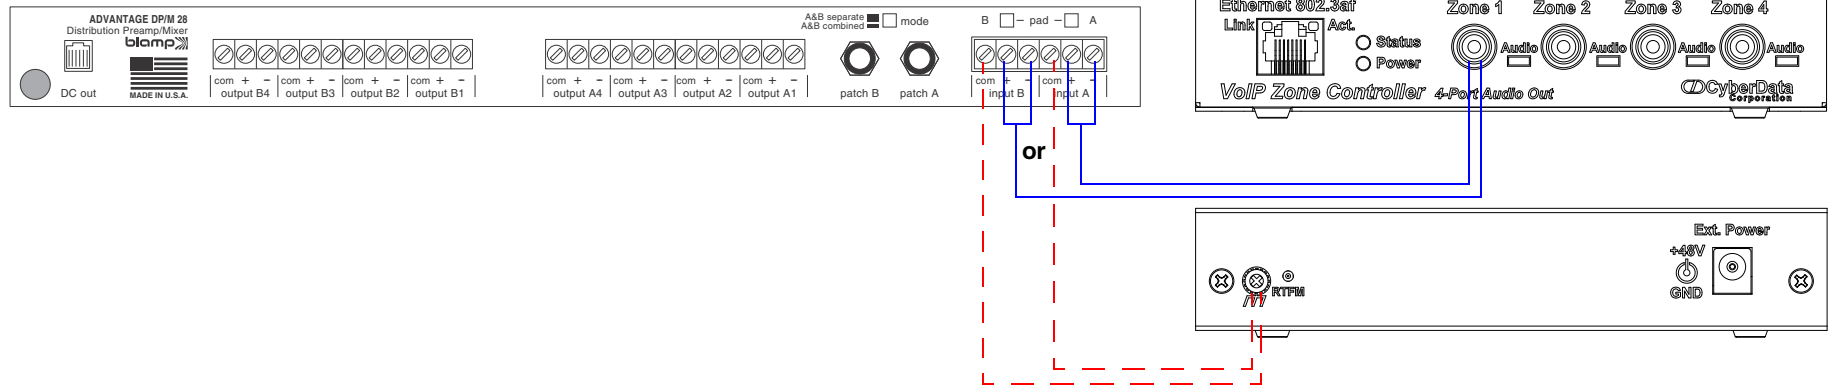 ADVANTAGE DP/M 28
Distribution Preamp/Mixer
biamp
DC out
MADE IN U.S.A.
com + − com + − com + − com + −
output B4 output B3 output B2 output B1
com + − com + − com + − com + −
output A4 output A3 output A2 output A1
A&B separate
A&B combined
mode
patch B patch A
B − pad − A
com + − com + −
input B input A
or
Ethernet 802.3af
Link Act.
Status
Power
Zone 1 Zone 2 Zone 3 Zone 4
Audio Audio Audio Audio
VoIP Zone Controller 4-Port Audio Out
CyberData
Corporation
Ext. Power
+48V
GND
RTFM